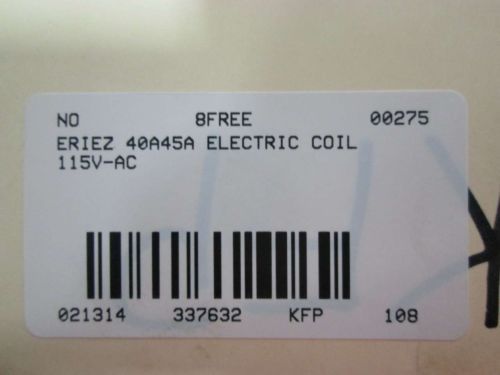 NO 8FREE 00275
ERIEZ 40A45A ELECTRIC COIL
115V-AC
021314 337632 KFP 108